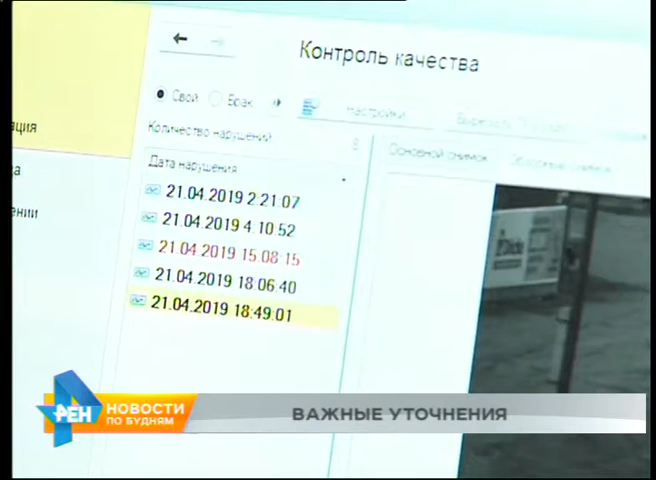 Контроль качества
Свой
Брак
Настройки
Количество нарушений 8
ация
Основной снимок
Дата нарушения
21.04.2019 2:21:07
21.04.2019 4:10:52
21.04.2019 15:08:15
21.04.2019 18:06:40
21.04.2019 18:49:01
РЕН
НОВОСТИ
ПО БУДНЯМ
ВАЖНЫЕ УТОЧНЕНИЯ